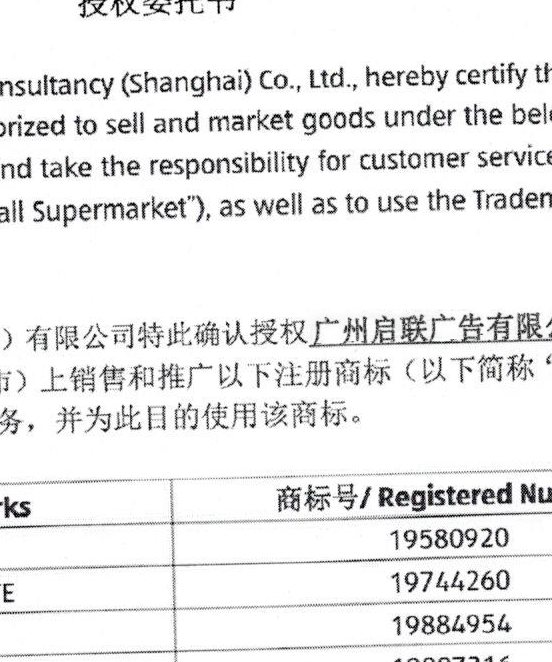 授权委托书
nsultancy (Shanghai) Co., Ltd., hereby certify th
orized to sell and market goods under the bel
nd take the responsibility for customer service
all Supermarket"), as well as to use the Tradem
）有限公司特此确认授权广州启联广告有限公
市）上销售和推广以下注册商标（以下简称“
务，并为此目的使用该商标。
rks 商标号/ Registered Nu
19580920
TE 19744260
19884954